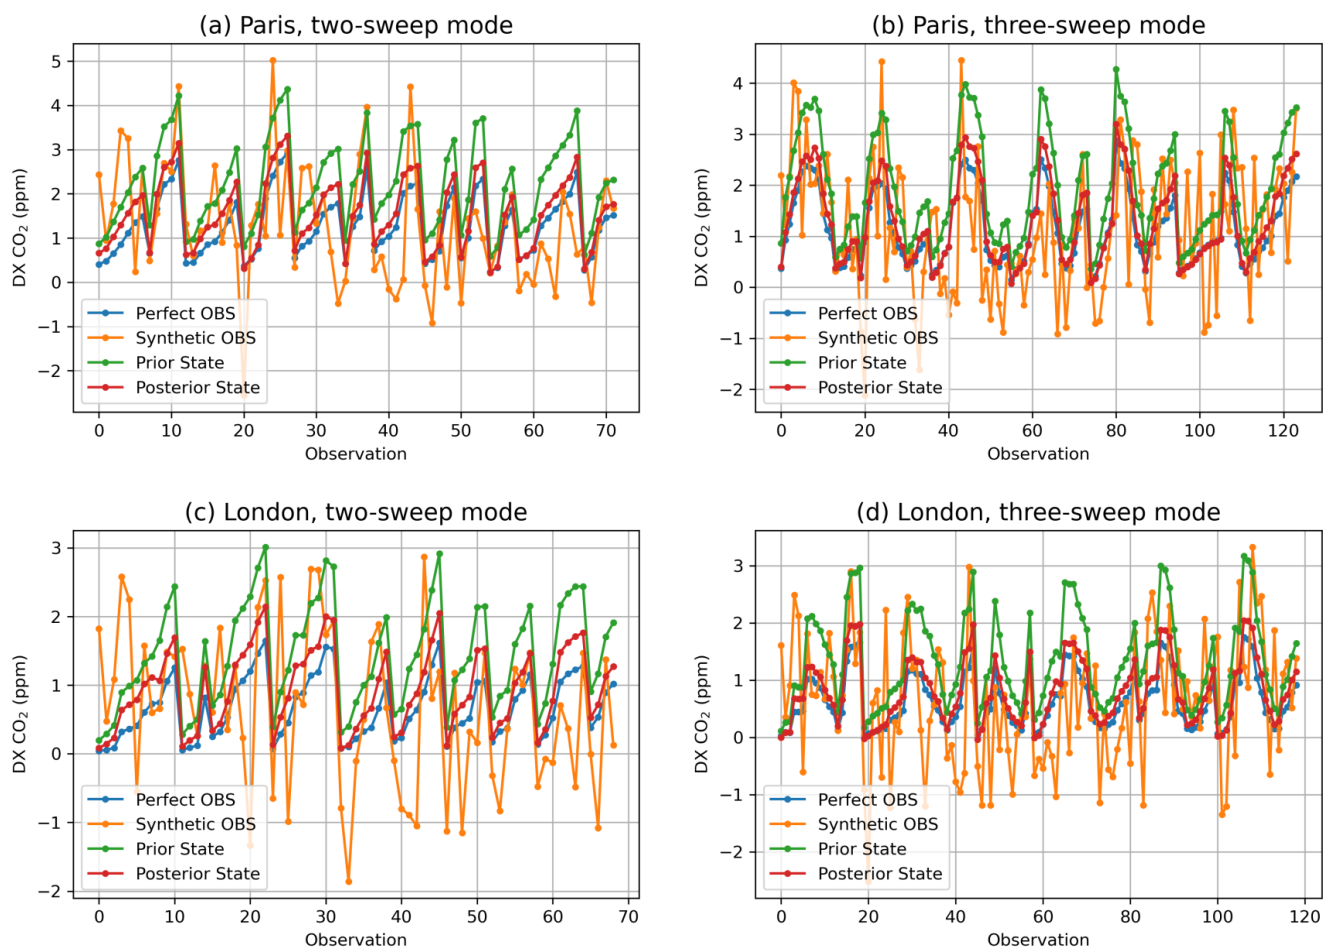 (a) Paris, two-sweep mode
DX CO₂ (ppm)
5
4
3
2
1
0
−1
−2
Perfect OBS
Synthetic OBS
Prior State
Posterior State
0 10 20 30 40 50 60 70
Observation
(b) Paris, three-sweep mode
DX CO₂ (ppm)
4
3
2
1
0
−1
−2
Perfect OBS
Synthetic OBS
Prior State
Posterior State
0 20 40 60 80 100 120
Observation
(c) London, two-sweep mode
DX CO₂ (ppm)
3
2
1
0
−1
−2
Perfect OBS
Synthetic OBS
Prior State
Posterior State
0 10 20 30 40 50 60 70
Observation
(d) London, three-sweep mode
DX CO₂ (ppm)
3
2
1
0
−1
−2
Perfect OBS
Synthetic OBS
Prior State
Posterior State
0 20 40 60 80 100 120
Observation